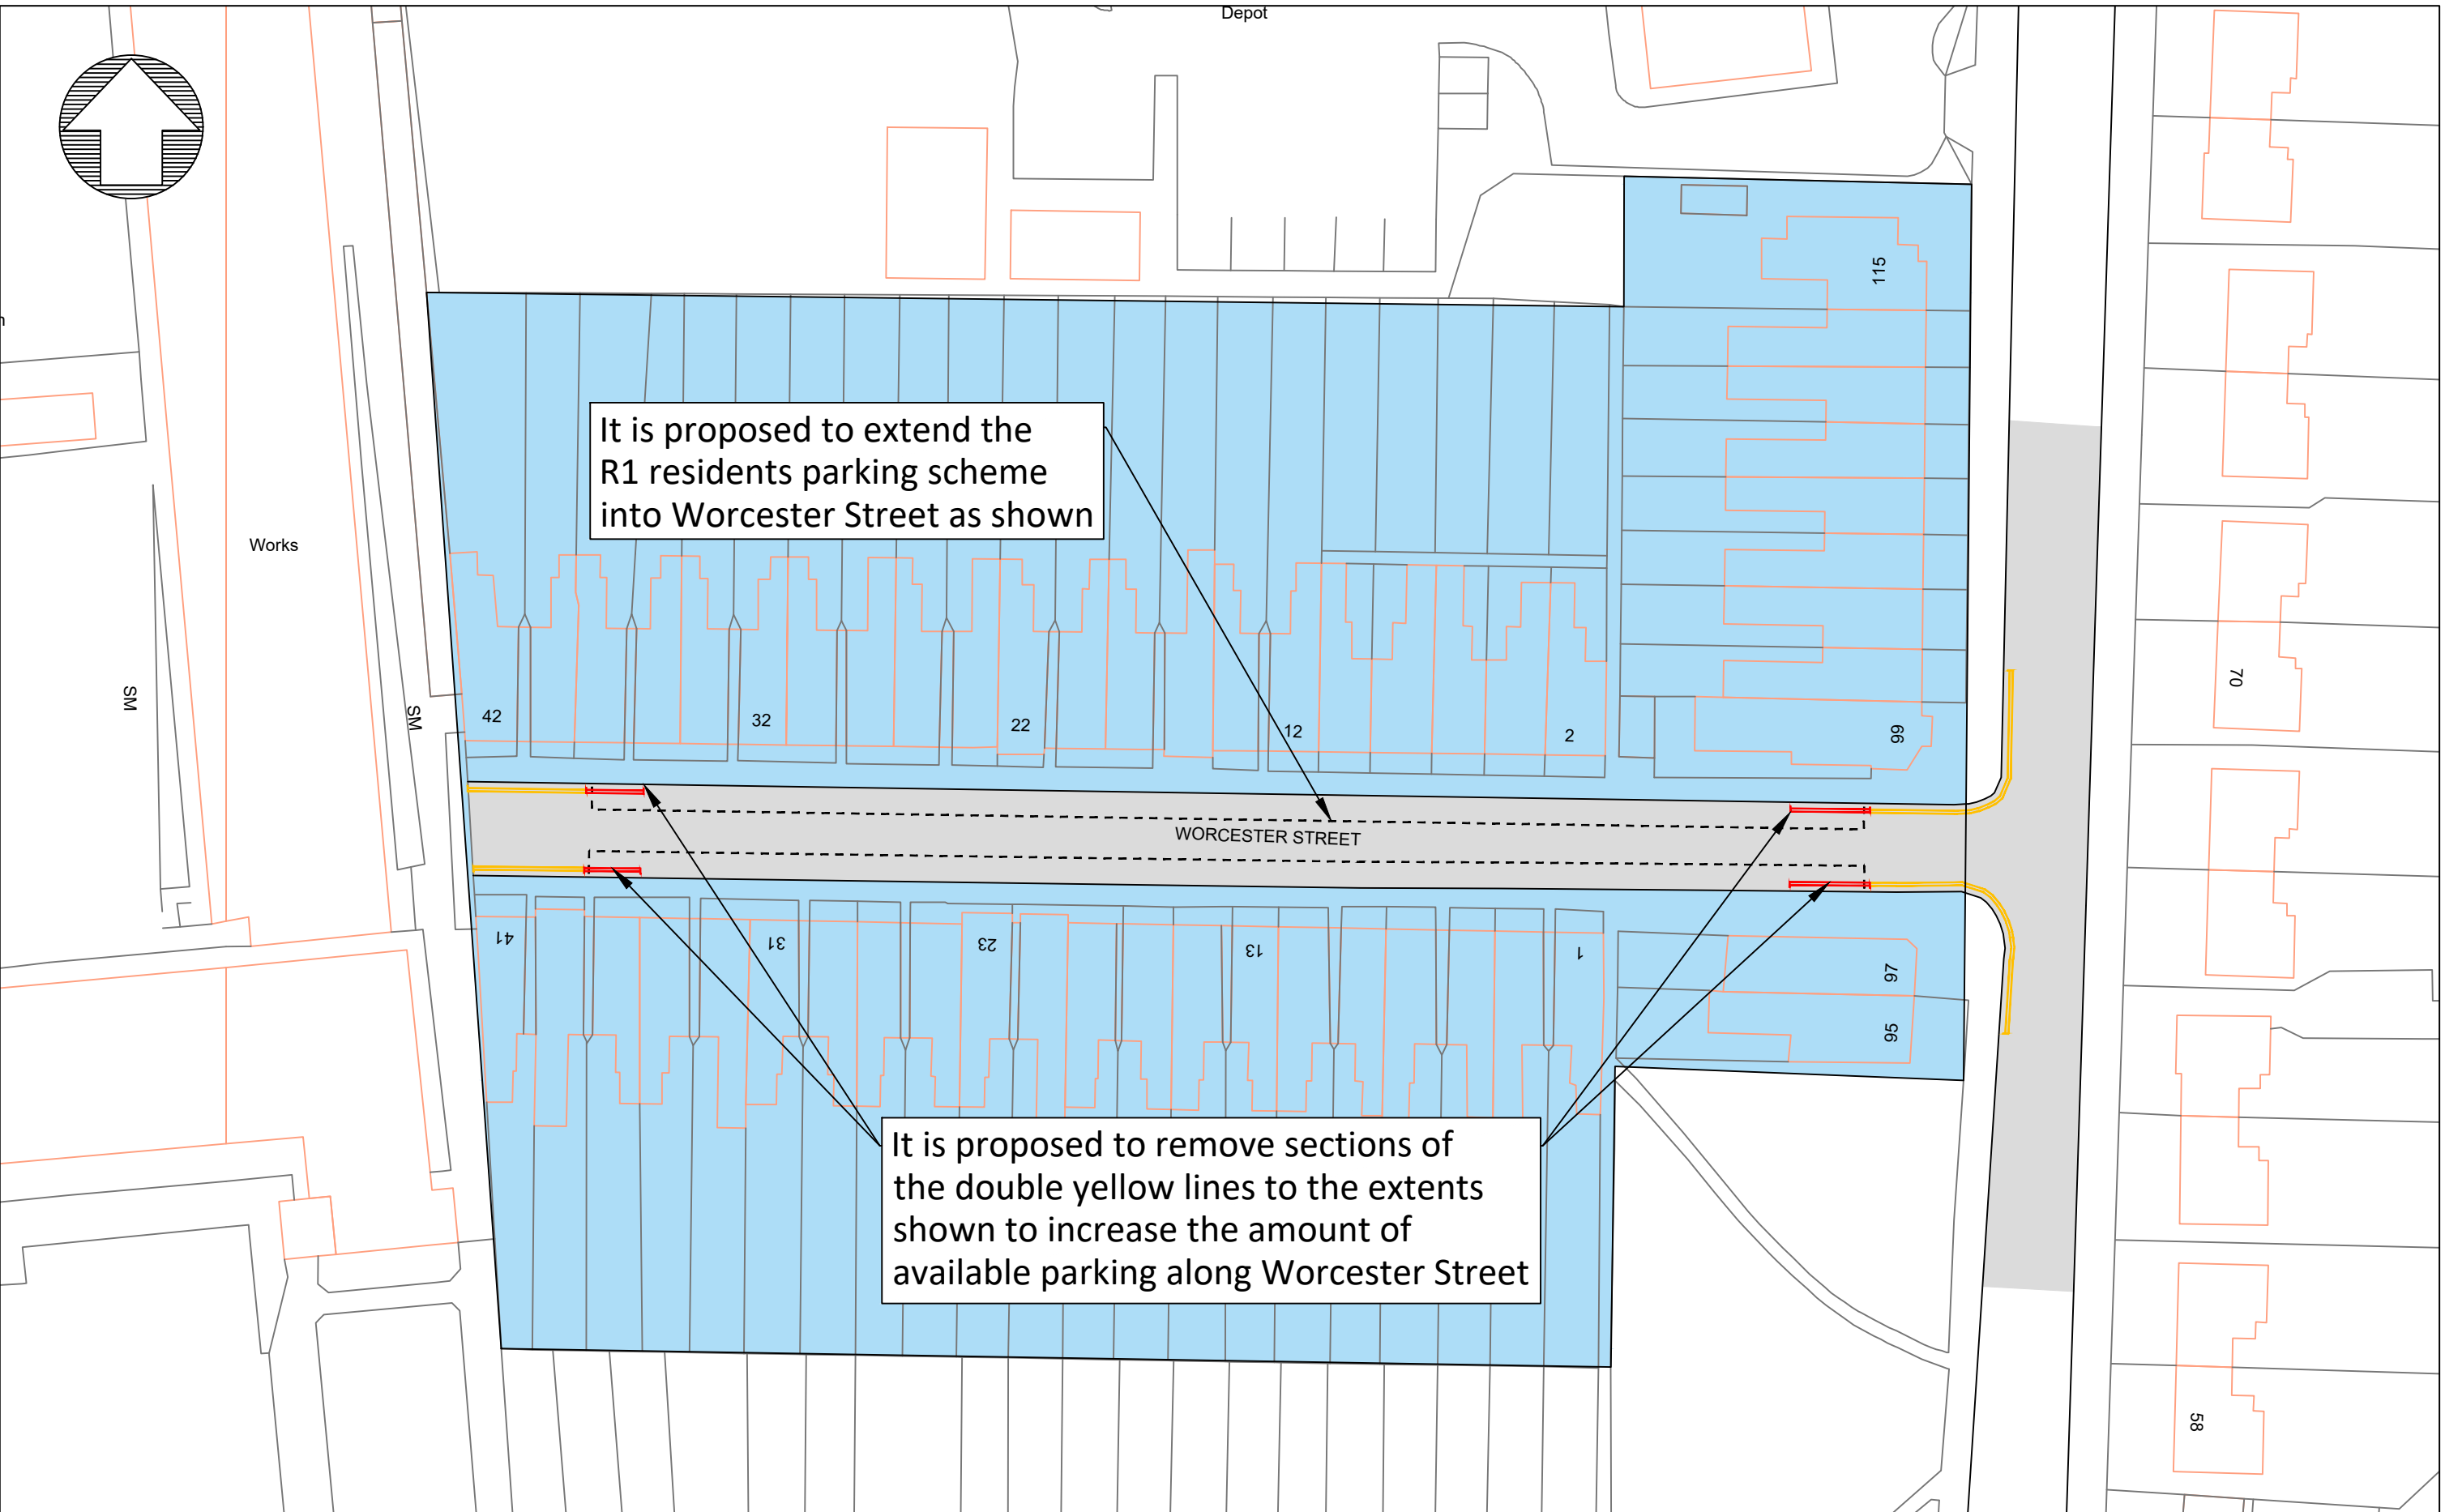 Depot
115
It is proposed to extend the
R1 residents parking scheme
into Worcester Street as shown
Works
SM
SM
70
42
32
22
12
2
99
WORCESTER STREET
41
31
23
13
1
97
95
It is proposed to remove sections of
the double yellow lines to the extents
shown to increase the amount of
available parking along Worcester Street
58